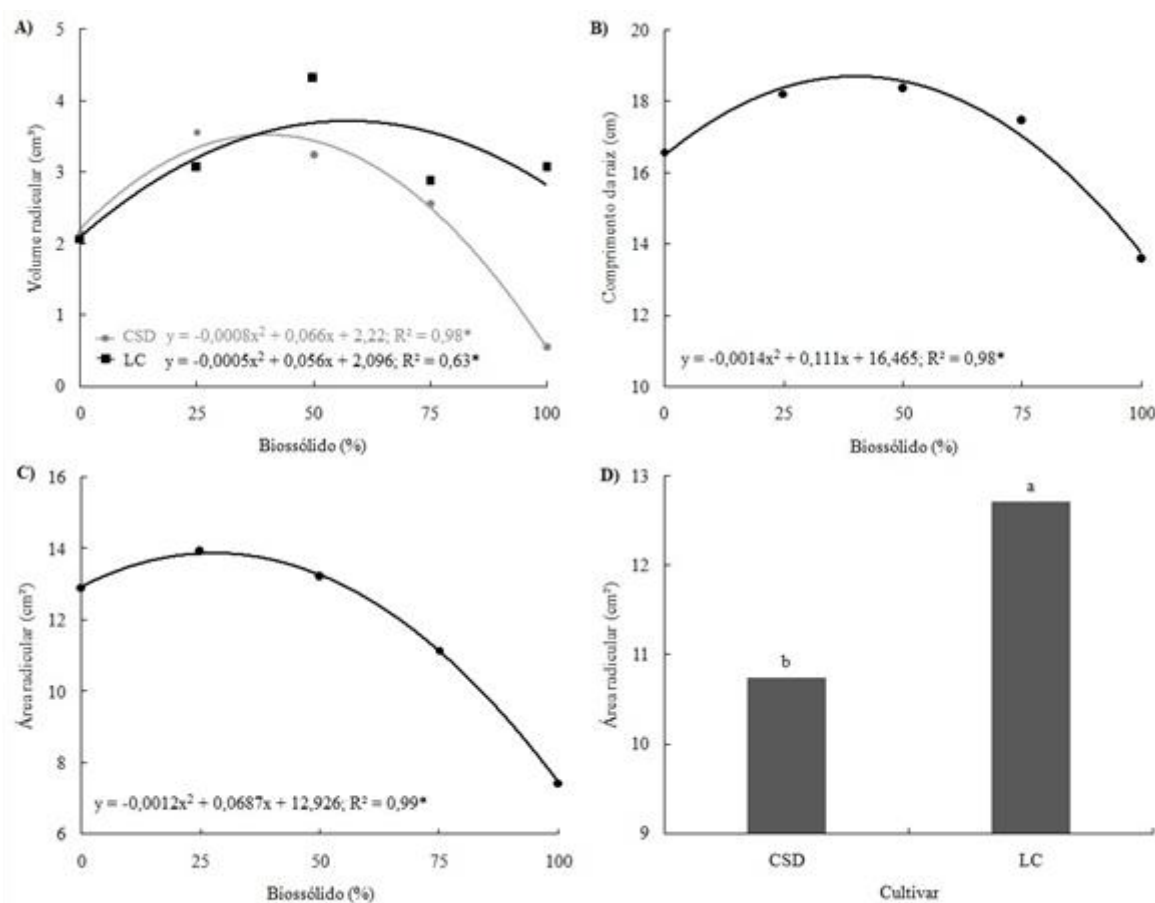 A)
5
4
3
2
1
0
Volume radicular (cm³)
CSD y = -0,0008x² + 0,066x + 2,22; R² = 0,98*
LC y = -0,0005x² + 0,056x + 2,096; R² = 0,63*
0 25 50 75 100
Biossólido (%)
B)
20
18
16
14
12
10
Comprimento da raiz (cm)
y = -0,0014x² + 0,111x + 16,465; R² = 0,98*
0 25 50 75 100
Biossólido (%)
C)
16
14
12
10
8
6
Área radicular (cm²)
y = -0,0012x² + 0,0687x + 12,926; R² = 0,99*
0 25 50 75 100
Biossólido (%)
D)
13
12
11
10
9
Área radicular (cm²)
b
a
CSD LC
Cultivar